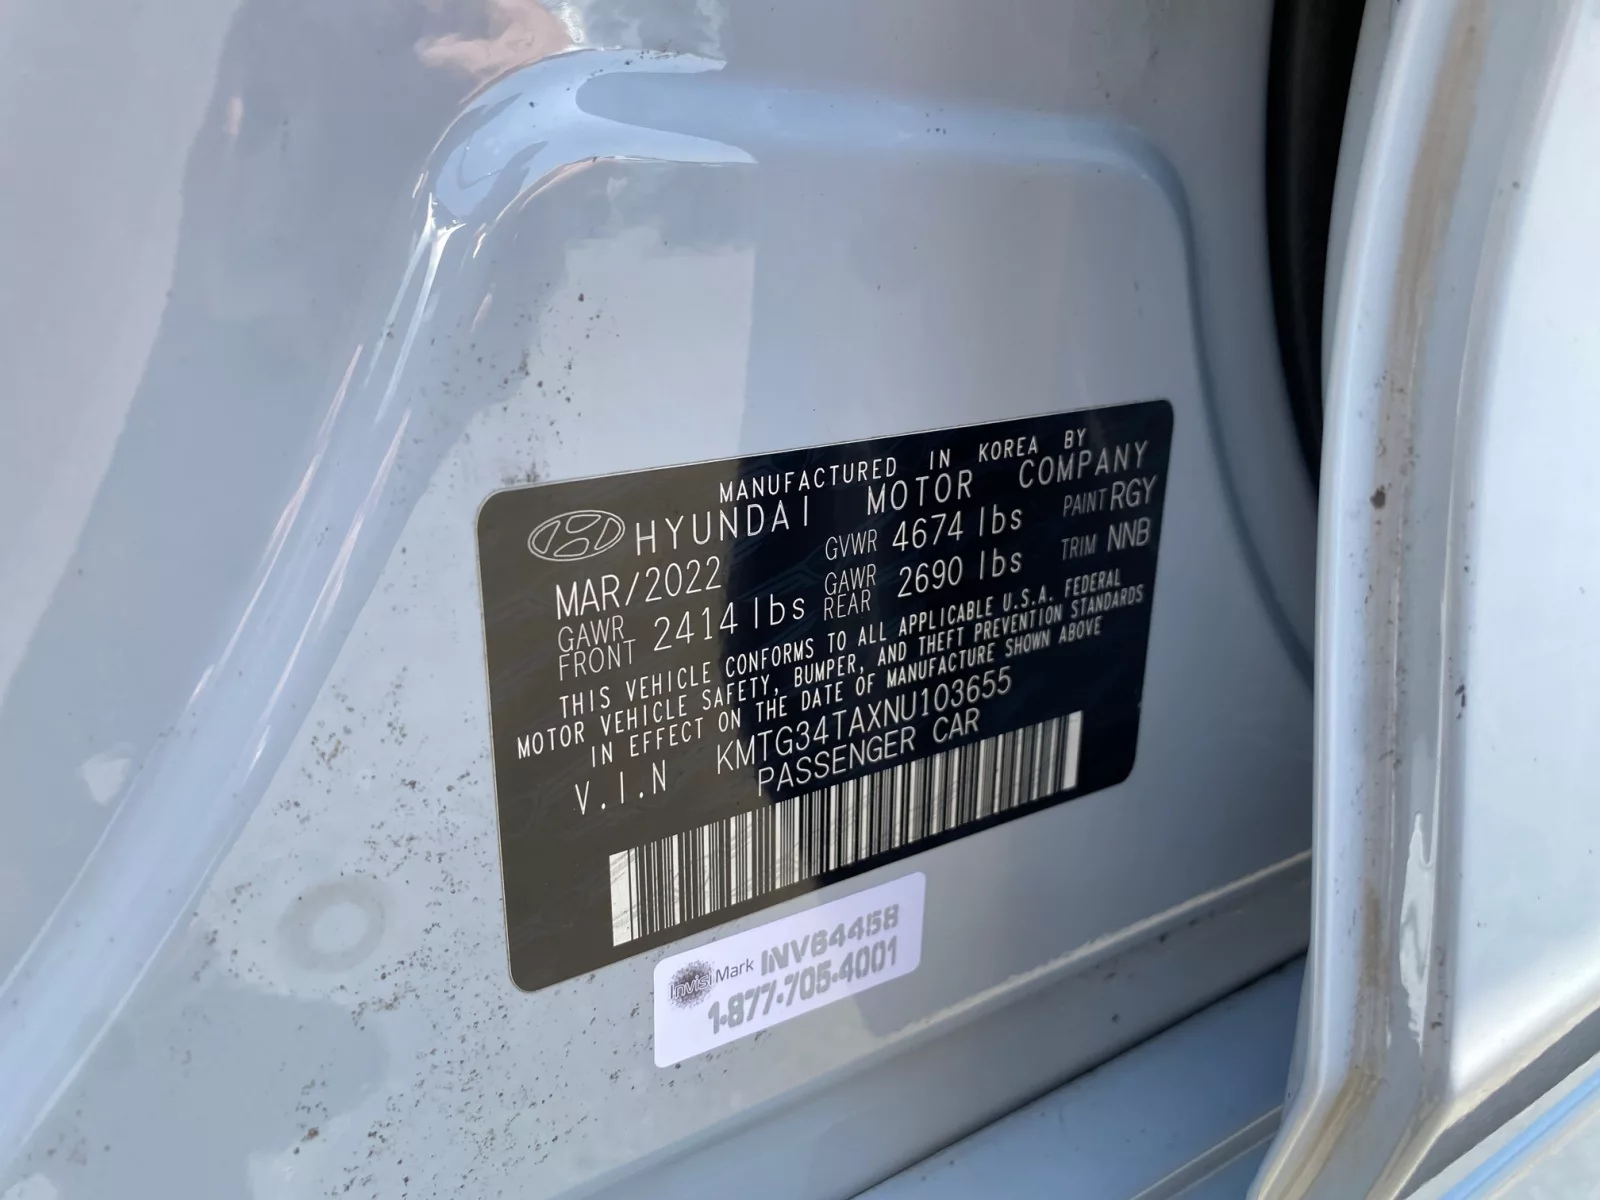 MANUFACTURED IN KOREA BY
HYUNDAI MOTOR COMPANY
MAR/2022 GVWR 4674 lbs PAINT RGY
GAWR FRONT 2414 lbs GAWR REAR 2690 lbs TRIM NNB
THIS VEHICLE CONFORMS TO ALL APPLICABLE U.S.A. FEDERAL
MOTOR VEHICLE SAFETY, BUMPER, AND THEFT PREVENTION STANDARDS
IN EFFECT ON THE DATE OF MANUFACTURE SHOWN ABOVE
V.I.N KMTG34TAXNU103655
PASSENGER CAR
InvisiMark INV64458
1-877-705-4001